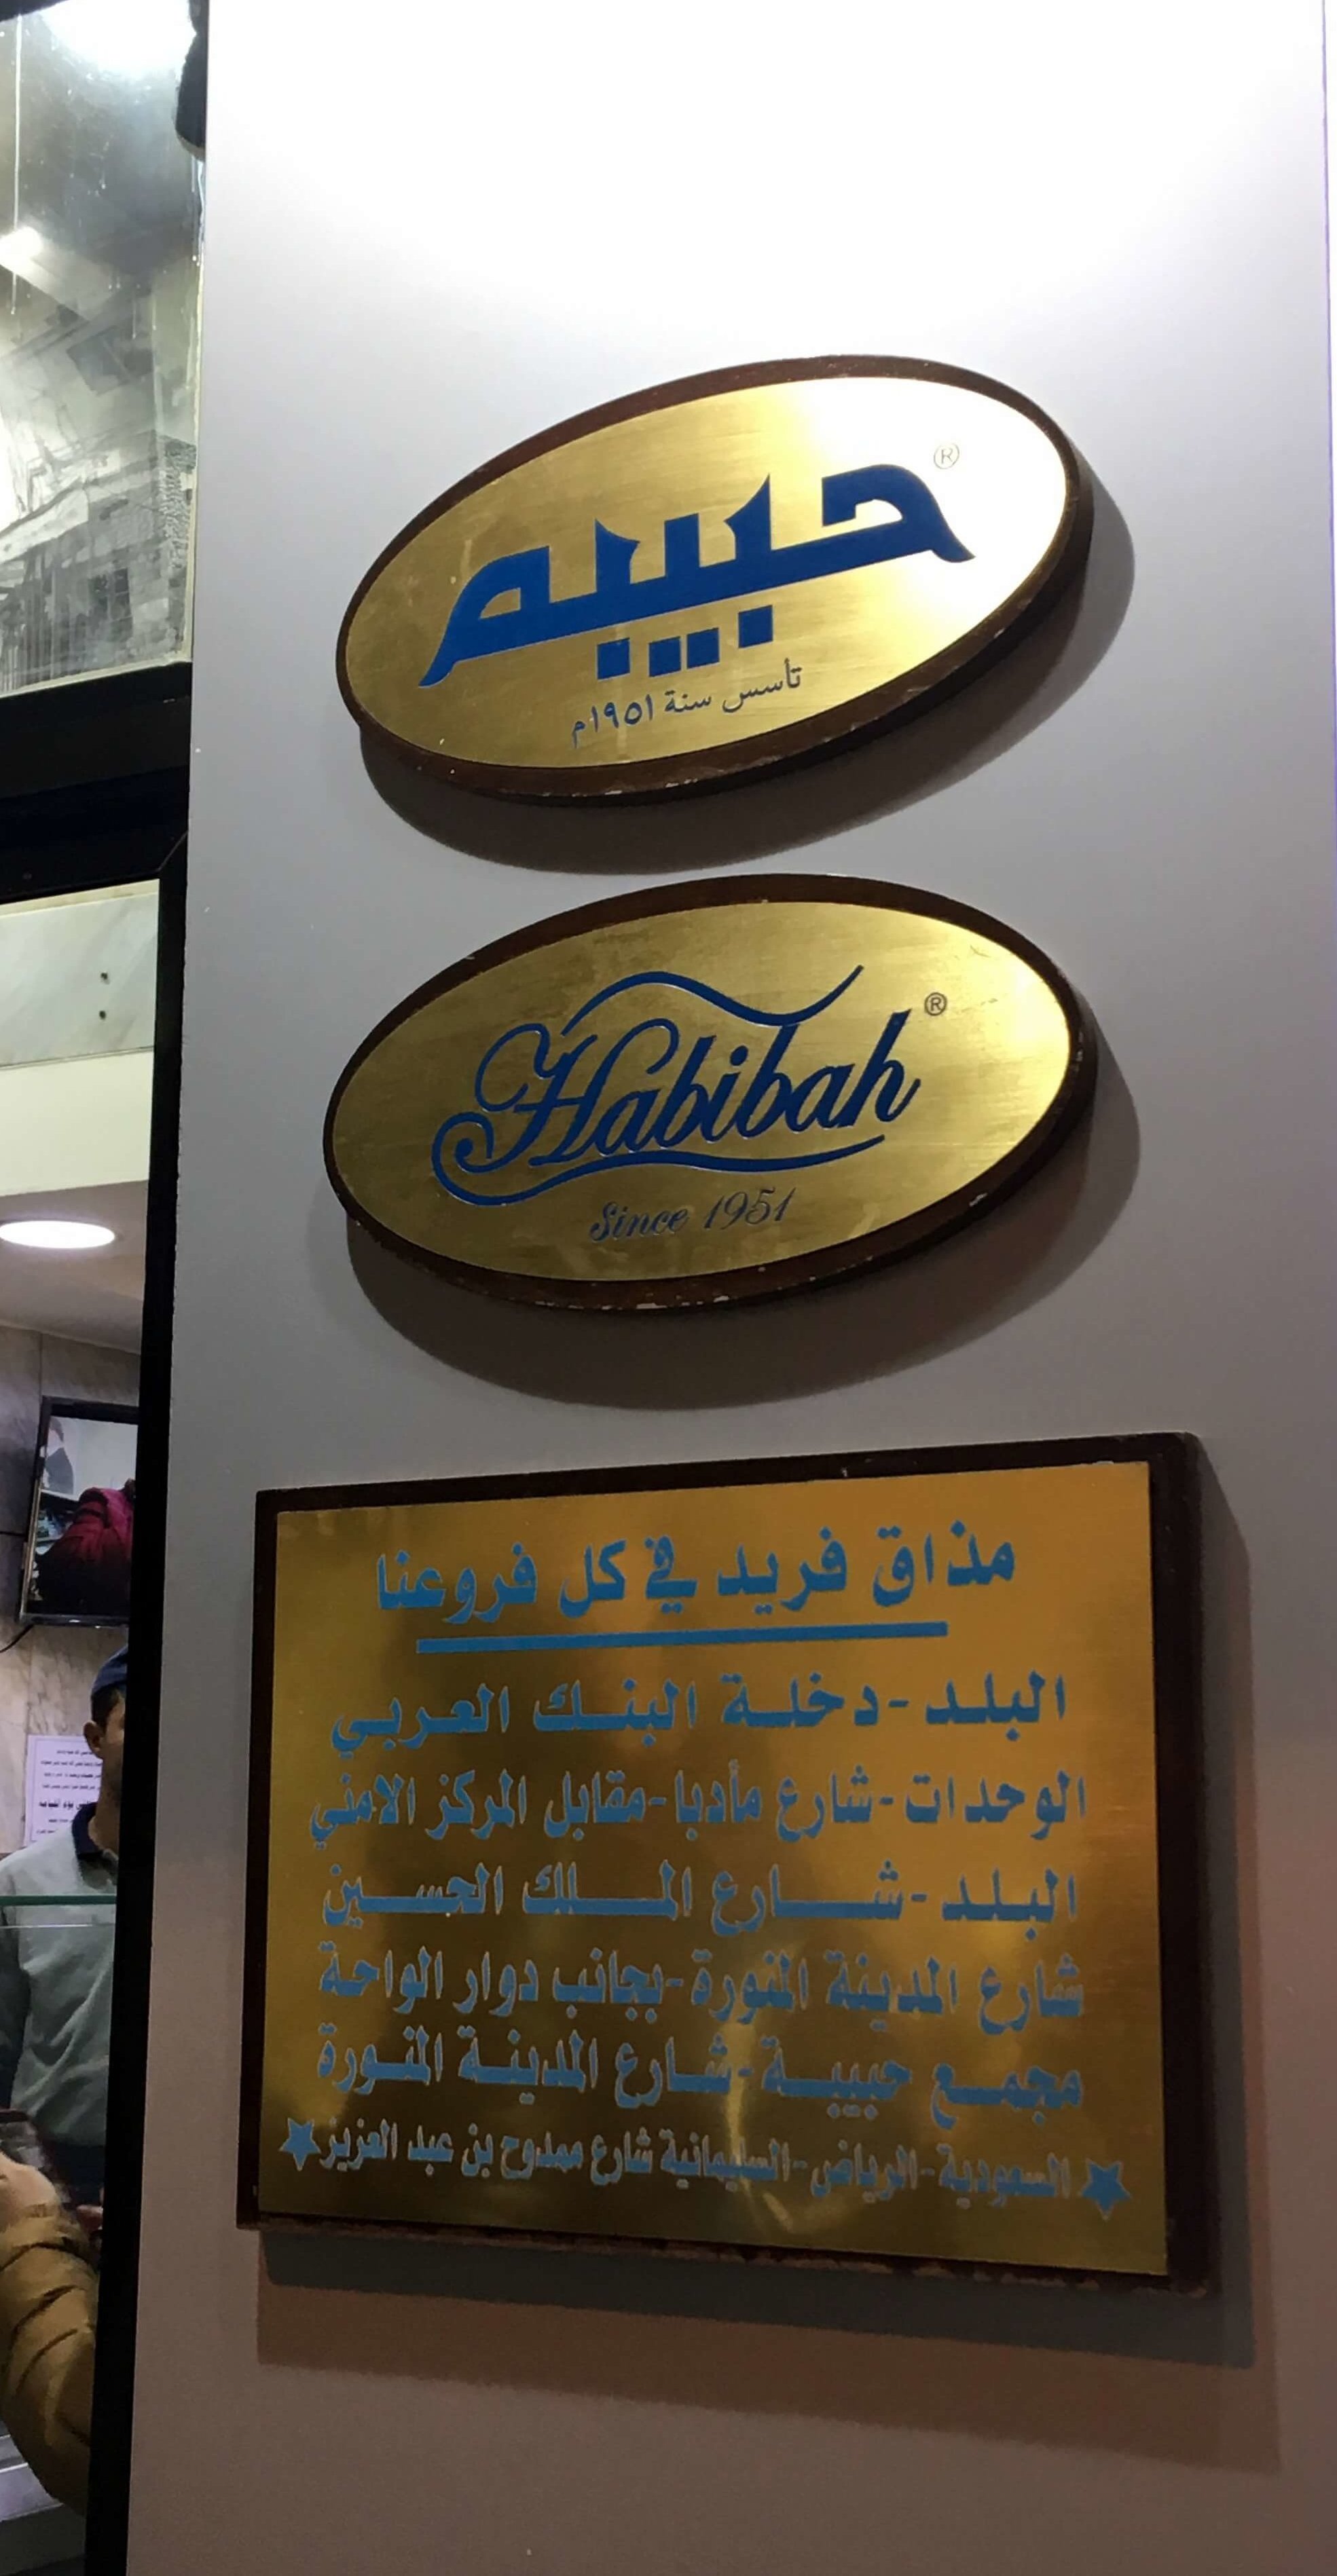 حبيبه
®
تأسس سنة ١٩٥١م
Habibah ®
Since 1951
مذاق فريد في كل فروعنا
البلد - دخلة البنك العربي
الوحدات - شارع مأدبا - مقابل المركز الامني
البلد - شارع الملك الحسين
شارع المدينة المنورة - بجانب دوار الواحة
مجمع حبيبة - شارع المدينة المنورة
السعودية - الرياض - السليمانية شارع ممدوح بن عبد العزيز